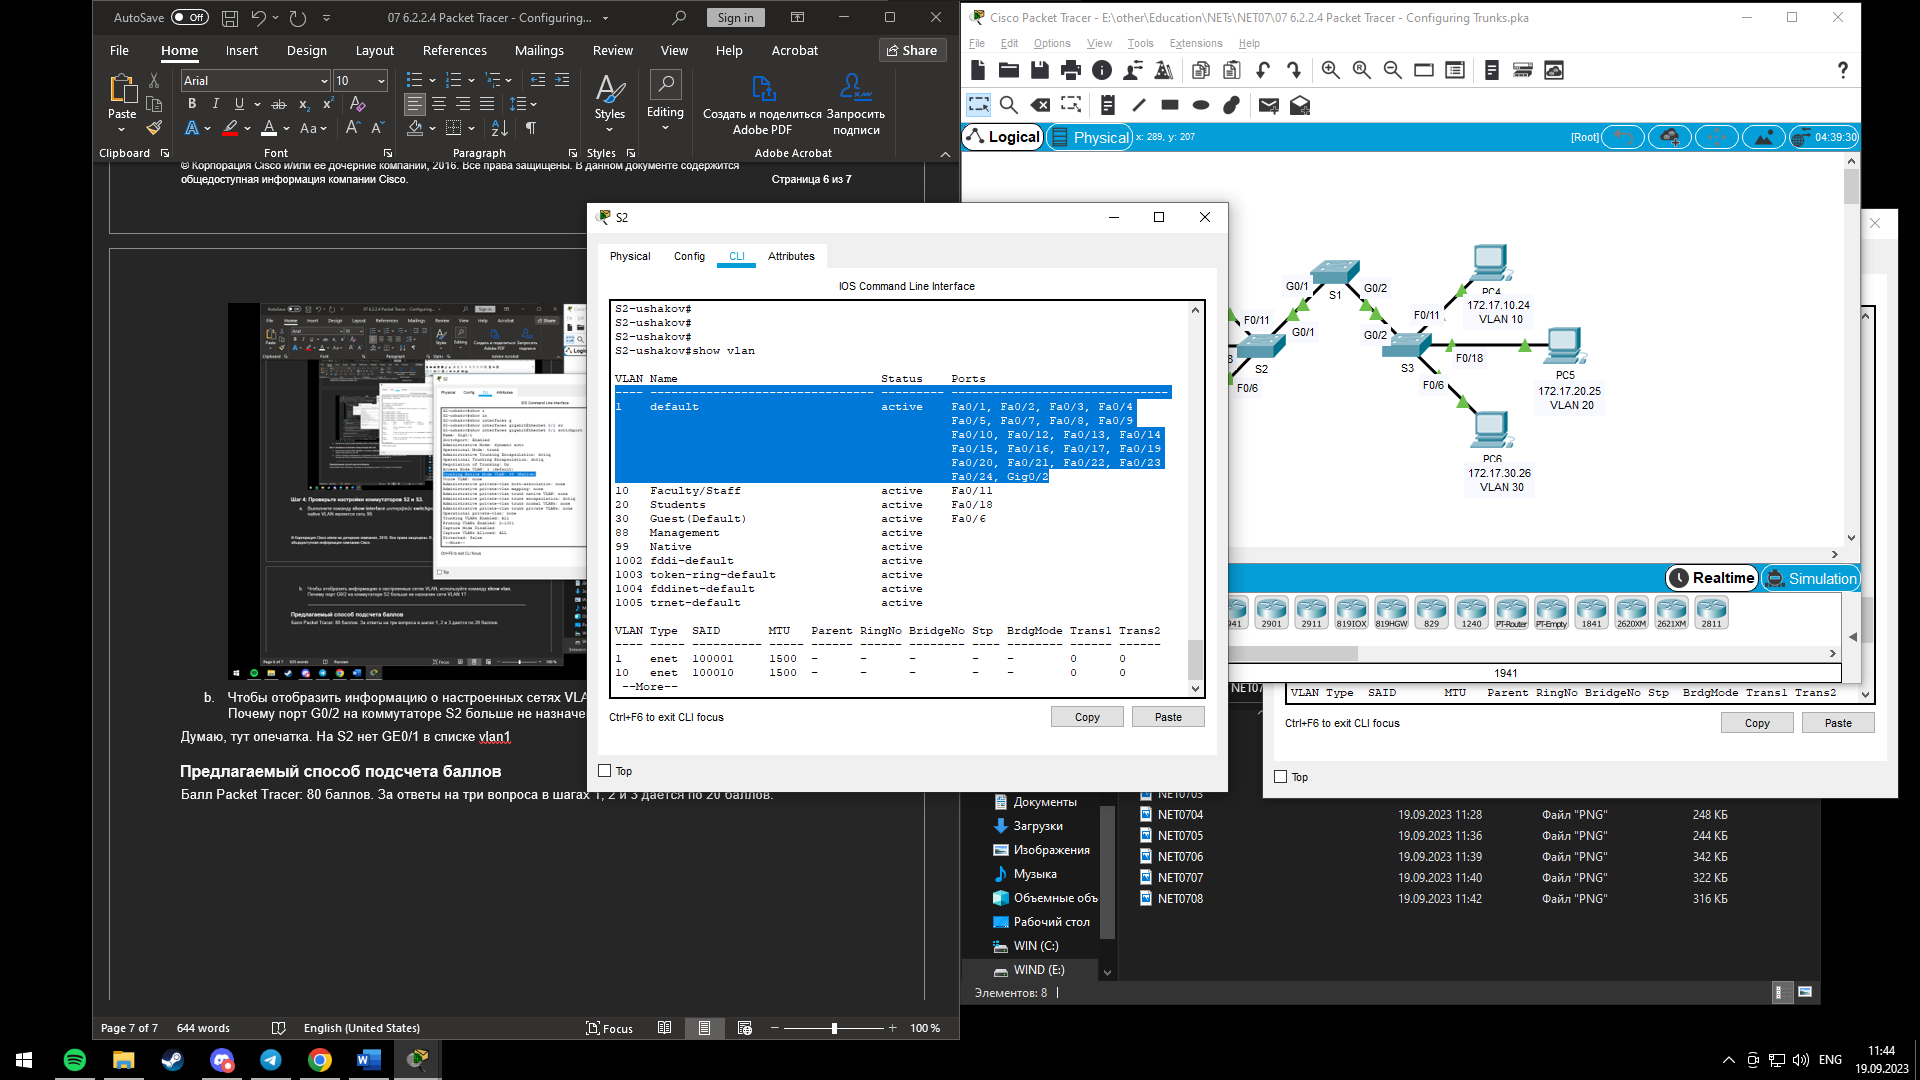 AutoSave
Off
07 6.2.2.4 Packet Tracer - Configuring...
Sign in
File Home Insert Design Layout References Mailings Review View Help Acrobat Share
Paste
Arial
10
Styles
Editing
Создать и поделиться Adobe PDF
Запросить подписи
Clipboard
Font
Paragraph
Styles
Adobe Acrobat
© Корпорация Cisco и/или ее дочерние компании, 2016. Все права защищены. В данном документе содержится
общедоступная информация компании Cisco. Страница 6 из 7
b. Чтобы отобразить информацию о настроенных сетях VLA
Почему порт G0/2 на коммутаторе S2 больше не назначе
Думаю, тут опечатка. На S2 нет GE0/1 в списке vlan1
Предлагаемый способ подсчета баллов
Балл Packet Tracer: 80 баллов. За ответы на три вопроса в шагах 1, 2 и 3 дается по 20 баллов.
Page 7 of 7
644 words
English (United States)
Focus
100 %
Cisco Packet Tracer - E:\other\Education\NETs\NET07\07 6.2.2.4 Packet Tracer - Configuring Trunks.pka
File Edit Options View Tools Extensions Help
Logical
Physical
x: 289, y: 207
[Root]
04:39:30
G0/1
S1
G0/2
PC4
172.17.10.24
VLAN 10
F0/11
G0/1
F0/11
G0/2
S2
S3
F0/18
PC5
F0/6
F0/6
172.17.20.25
VLAN 20
PC6
172.17.30.26
VLAN 30
Realtime
Simulation
941
2901
2911
819IOX
819HGW
829
1240
PT-Router
PT-Empty
1841
2620XM
2621XM
2811
1941
S2
Physical Config CLI Attributes
IOS Command Line Interface
S2-ushakov#
S2-ushakov#
S2-ushakov#
S2-ushakov#show vlan
VLAN Name Status Ports
---- -------------------------------- --------- -------------------------------
1 default active Fa0/1, Fa0/2, Fa0/3, Fa0/4
Fa0/5, Fa0/7, Fa0/8, Fa0/9
Fa0/10, Fa0/12, Fa0/13, Fa0/14
Fa0/15, Fa0/16, Fa0/17, Fa0/19
Fa0/20, Fa0/21, Fa0/22, Fa0/23
Fa0/24, Gig0/2
10 Faculty/Staff active Fa0/11
20 Students active Fa0/18
30 Guest(Default) active Fa0/6
88 Management active
99 Native active
1002 fddi-default active
1003 token-ring-default active
1004 fddinet-default active
1005 trnet-default active
VLAN Type SAID MTU Parent RingNo BridgeNo Stp BrdgMode Trans1 Trans2
---- ----- ---------- ----- ------ ------ -------- ---- -------- ------ ------
1 enet 100001 1500 - - - - - 0 0
10 enet 100010 1500 - - - - - 0 0
--More--
Ctrl+F6 to exit CLI focus
Copy
Paste
Top
VLAN Type SAID MTU Parent RingNo BridgeNo Stp BrdgMode Trans1 Trans2
Ctrl+F6 to exit CLI focus
Copy
Paste
Top
Документы
Загрузки
Изображения
Музыка
Объемные объ
Рабочий стол
WIN (C:)
WIND (E:)
NET0703
NET0704 19.09.2023 11:28 Файл "PNG" 248 КБ
NET0705 19.09.2023 11:36 Файл "PNG" 244 КБ
NET0706 19.09.2023 11:39 Файл "PNG" 342 КБ
NET0707 19.09.2023 11:40 Файл "PNG" 322 КБ
NET0708 19.09.2023 11:42 Файл "PNG" 316 КБ
Элементов: 8
ENG
11:44
19.09.2023